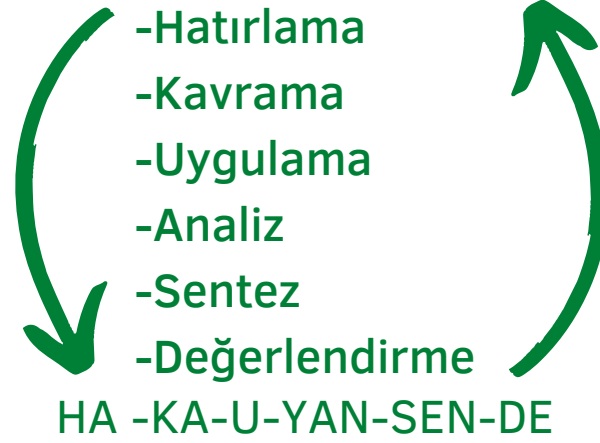 -Hatırlama
-Kavrama
-Uygulama
-Analiz
-Sentez
-Değerlendirme
HA -KA-U-YAN-SEN-DE